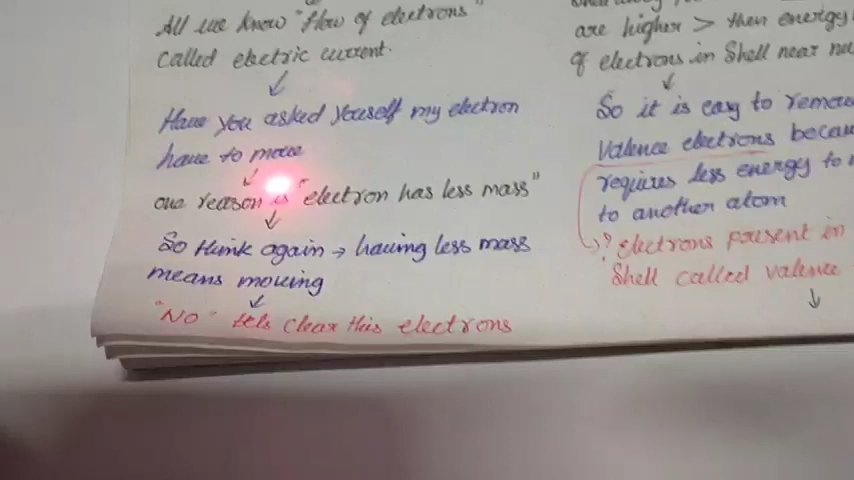 All we know "flow of electrons"
called electric current.
Have you asked yourself my electron
have to move
one reason is "electron has less mass"
So think again → having less mass
means moving
"No" lets clear this electrons
are higher > then energy
of electrons in Shell near
So it is easy to remove
valence electrons
requires less energy to
to another atom
? electrons present in
Shell called valence